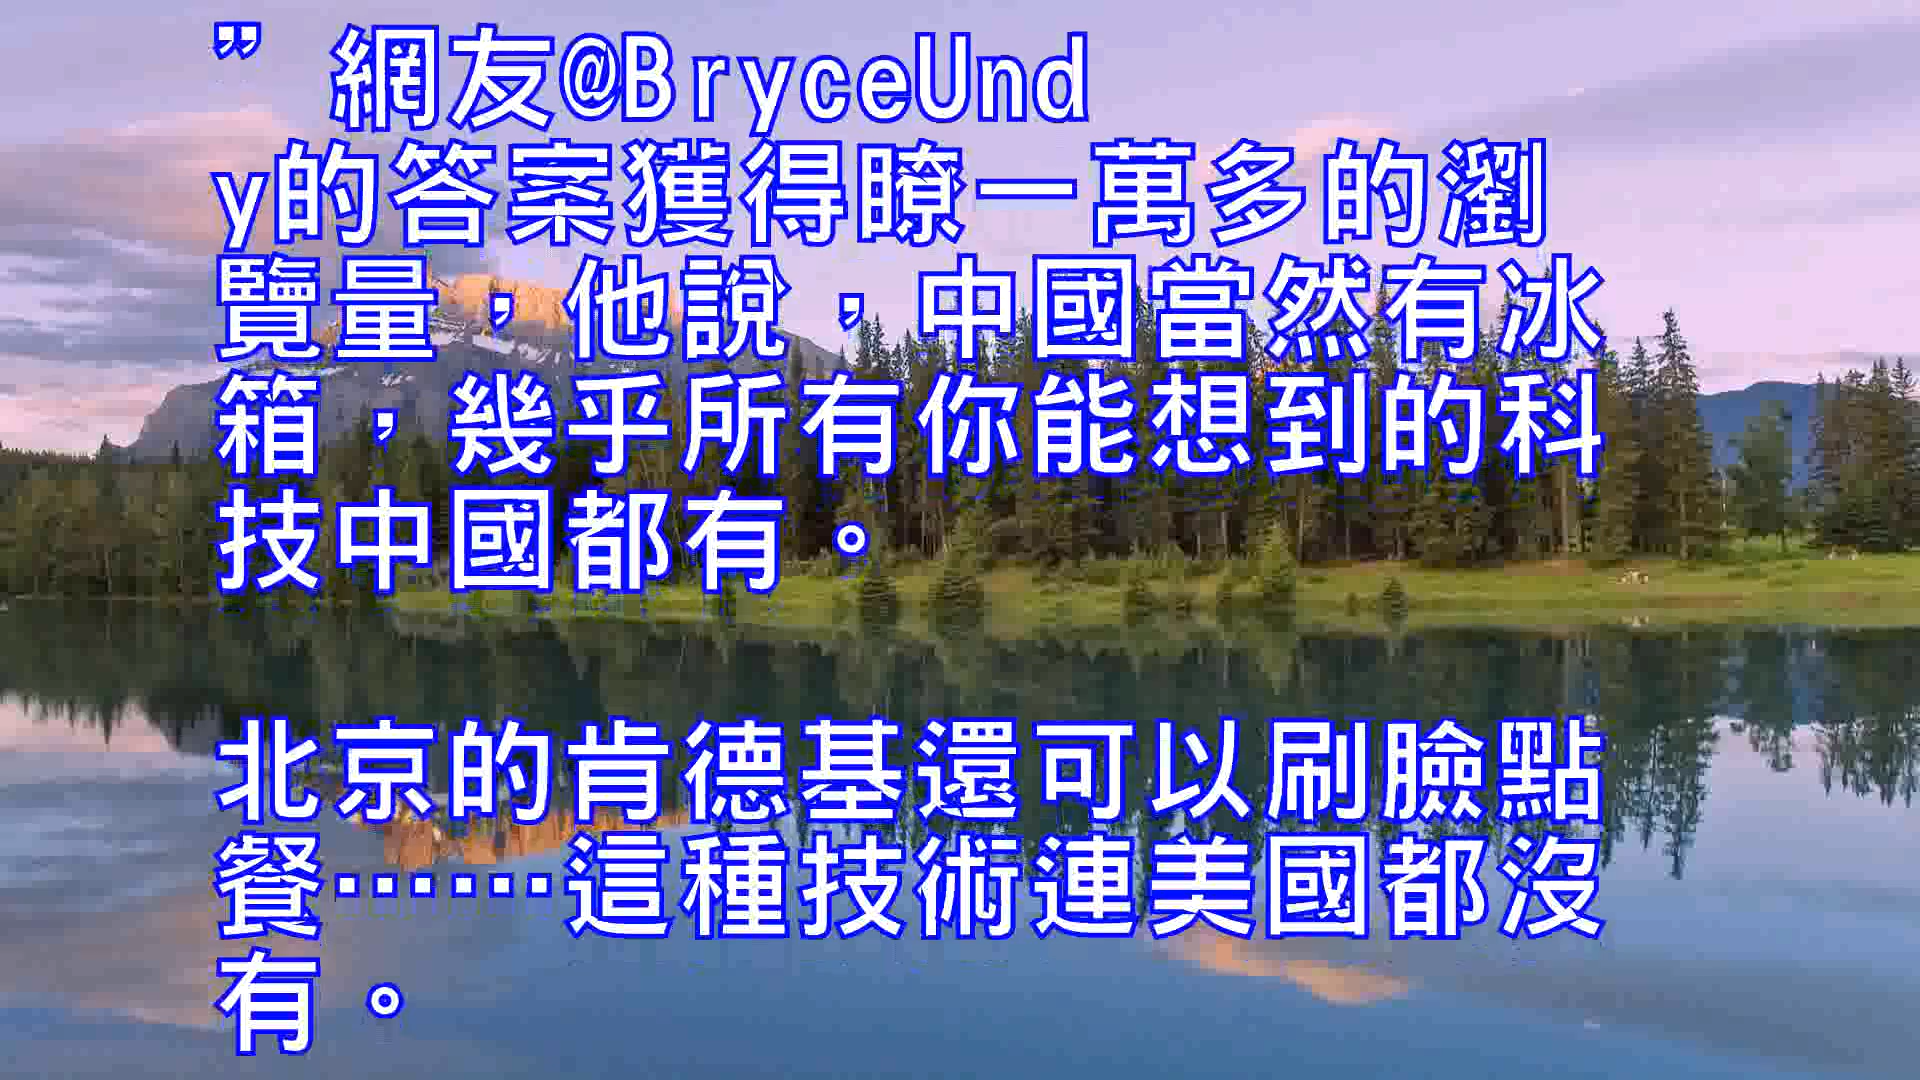 ”網友@BryceUnd
y的答案獲得瞭一萬多的瀏
覽量，他說，中國當然有冰
箱，幾乎所有你能想到的科
技中國都有。
北京的肯德基還可以刷臉點
餐……這種技術連美國都沒
有。